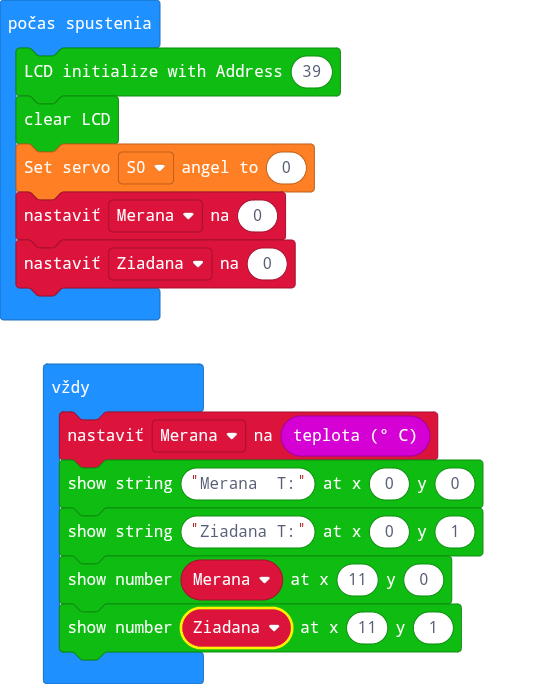 počas spustenia
LCD initialize with Address 39
clear LCD
Set servo S0 angel to 0
nastaviť Merana na 0
nastaviť Ziadana na 0
vždy
nastaviť Merana na teplota (° C)
show string "Merana  T:" at x 0 y 0
show string "Ziadana T:" at x 0 y 1
show number Merana at x 11 y 0
show number Ziadana at x 11 y 1